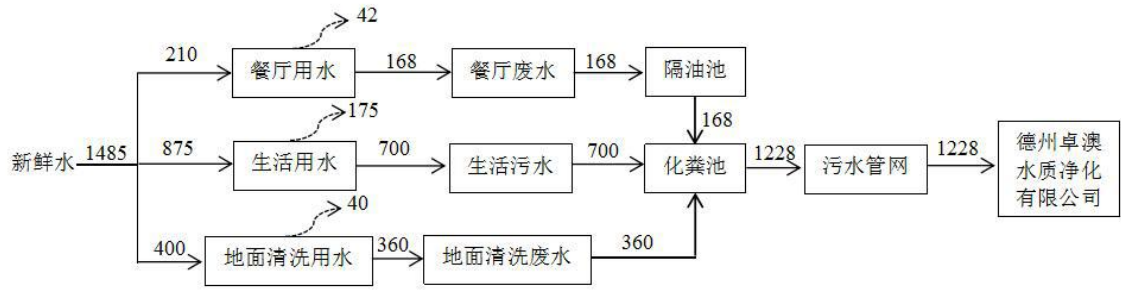 42
210
餐厅用水
168
餐厅废水
168
隔油池
175
168
新鲜水
1485
875
生活用水
700
生活污水
700
化粪池
1228
污水管网
1228
德州卓澳
水质净化
有限公司
40
400
地面清洗用水
360
地面清洗废水
360